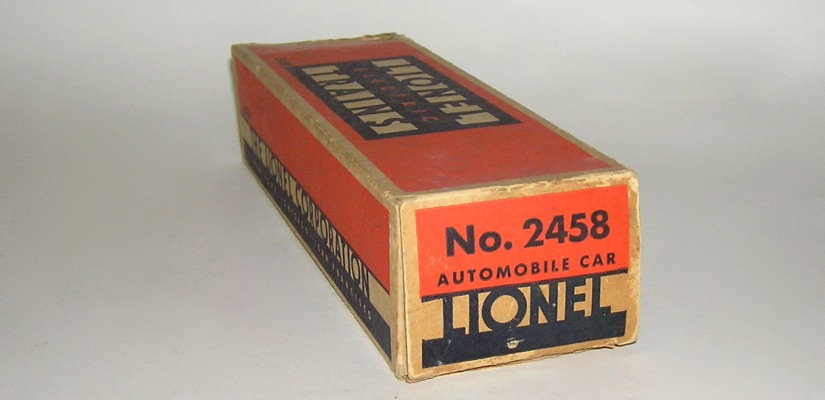 LIONEL
ELECTRIC
TRAINS
THE LIONEL CORPORATION
No. 2458
AUTOMOBILE CAR
LIONEL